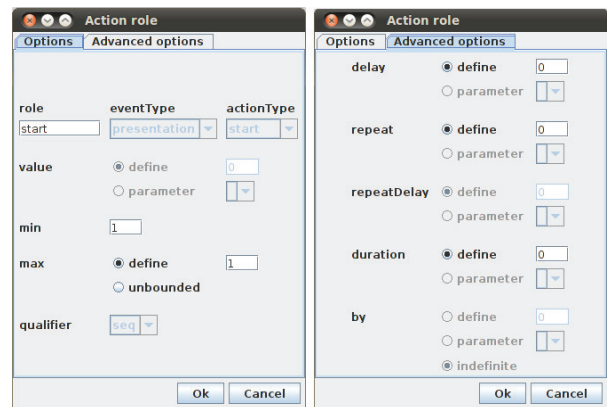 Action role
Options Advanced options
role eventType actionType
start presentation start
value define 0
parameter
min 1
max define 1
unbounded
qualifier seq
Ok Cancel
Action role
Options Advanced options
delay define 0
parameter
repeat define 0
parameter
repeatDelay define 0
parameter
duration define 0
parameter
by define 0
parameter
indefinite
Ok Cancel